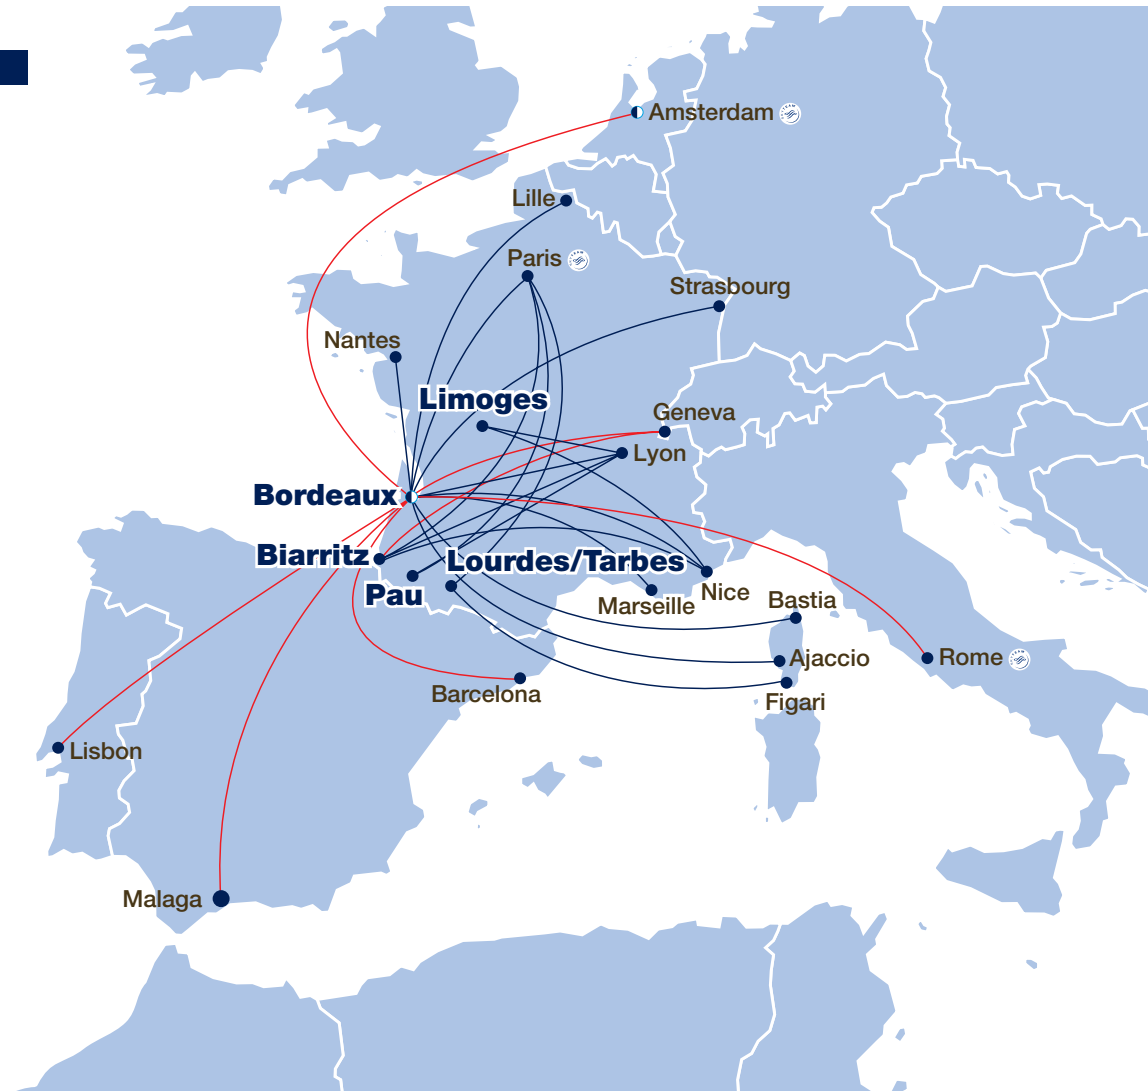 Amsterdam
Lille
Paris
Strasbourg
Nantes
Limoges
Geneva
Lyon
Bordeaux
Biarritz
Lourdes/Tarbes
Pau
Marseille
Nice
Bastia
Ajaccio
Rome
Barcelona
Figari
Lisbon
Malaga